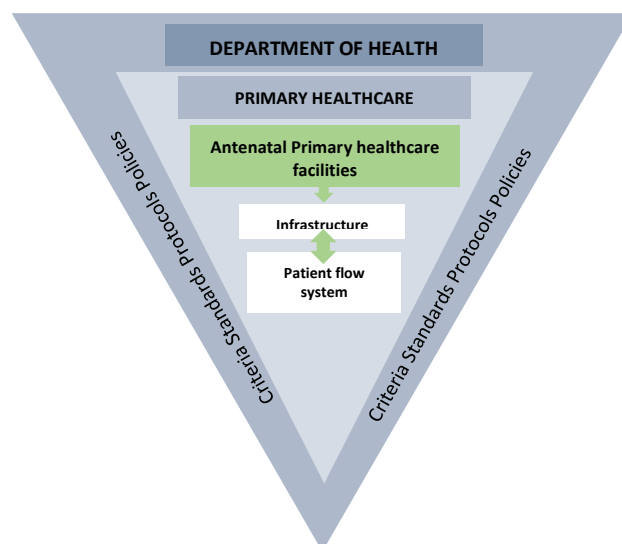 DEPARTMENT OF HEALTH
PRIMARY HEALTHCARE
Antenatal Primary healthcare
facilities
Infrastructure
Patient flow
system
Criteria Standards Protocols Policies
Criteria Standards Protocols Policies